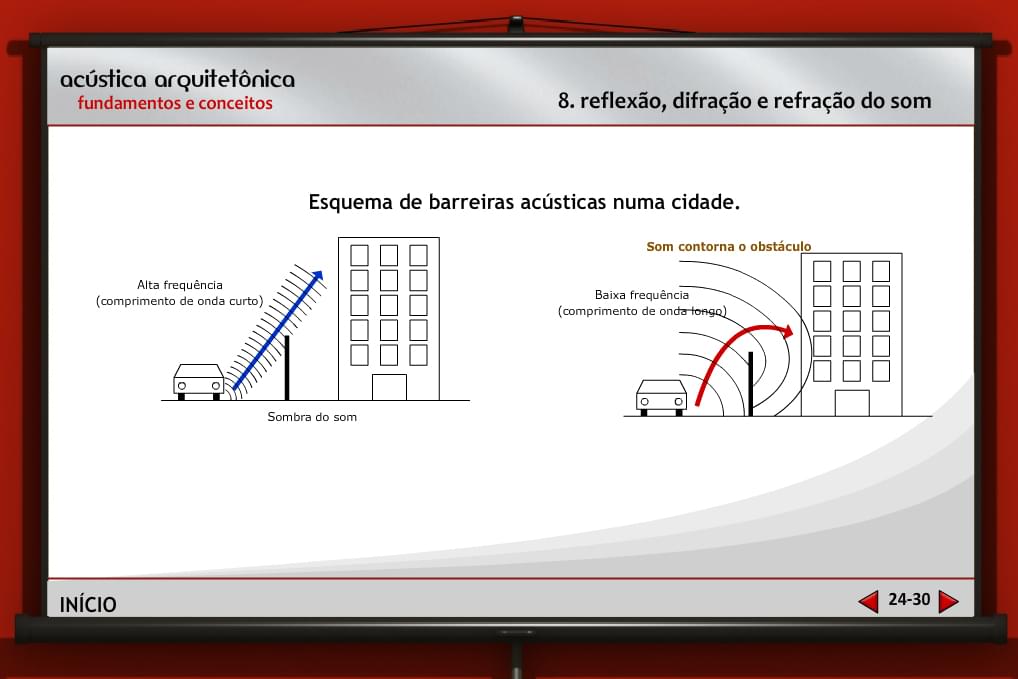 acústica arquitetônica
fundamentos e conceitos
8. reflexão, difração e refração do som
Esquema de barreiras acústicas numa cidade.
Alta frequência
(comprimento de onda curto)
Sombra do som
Som contorna o obstáculo
Baixa frequência
(comprimento de onda longo)
INÍCIO
24-30